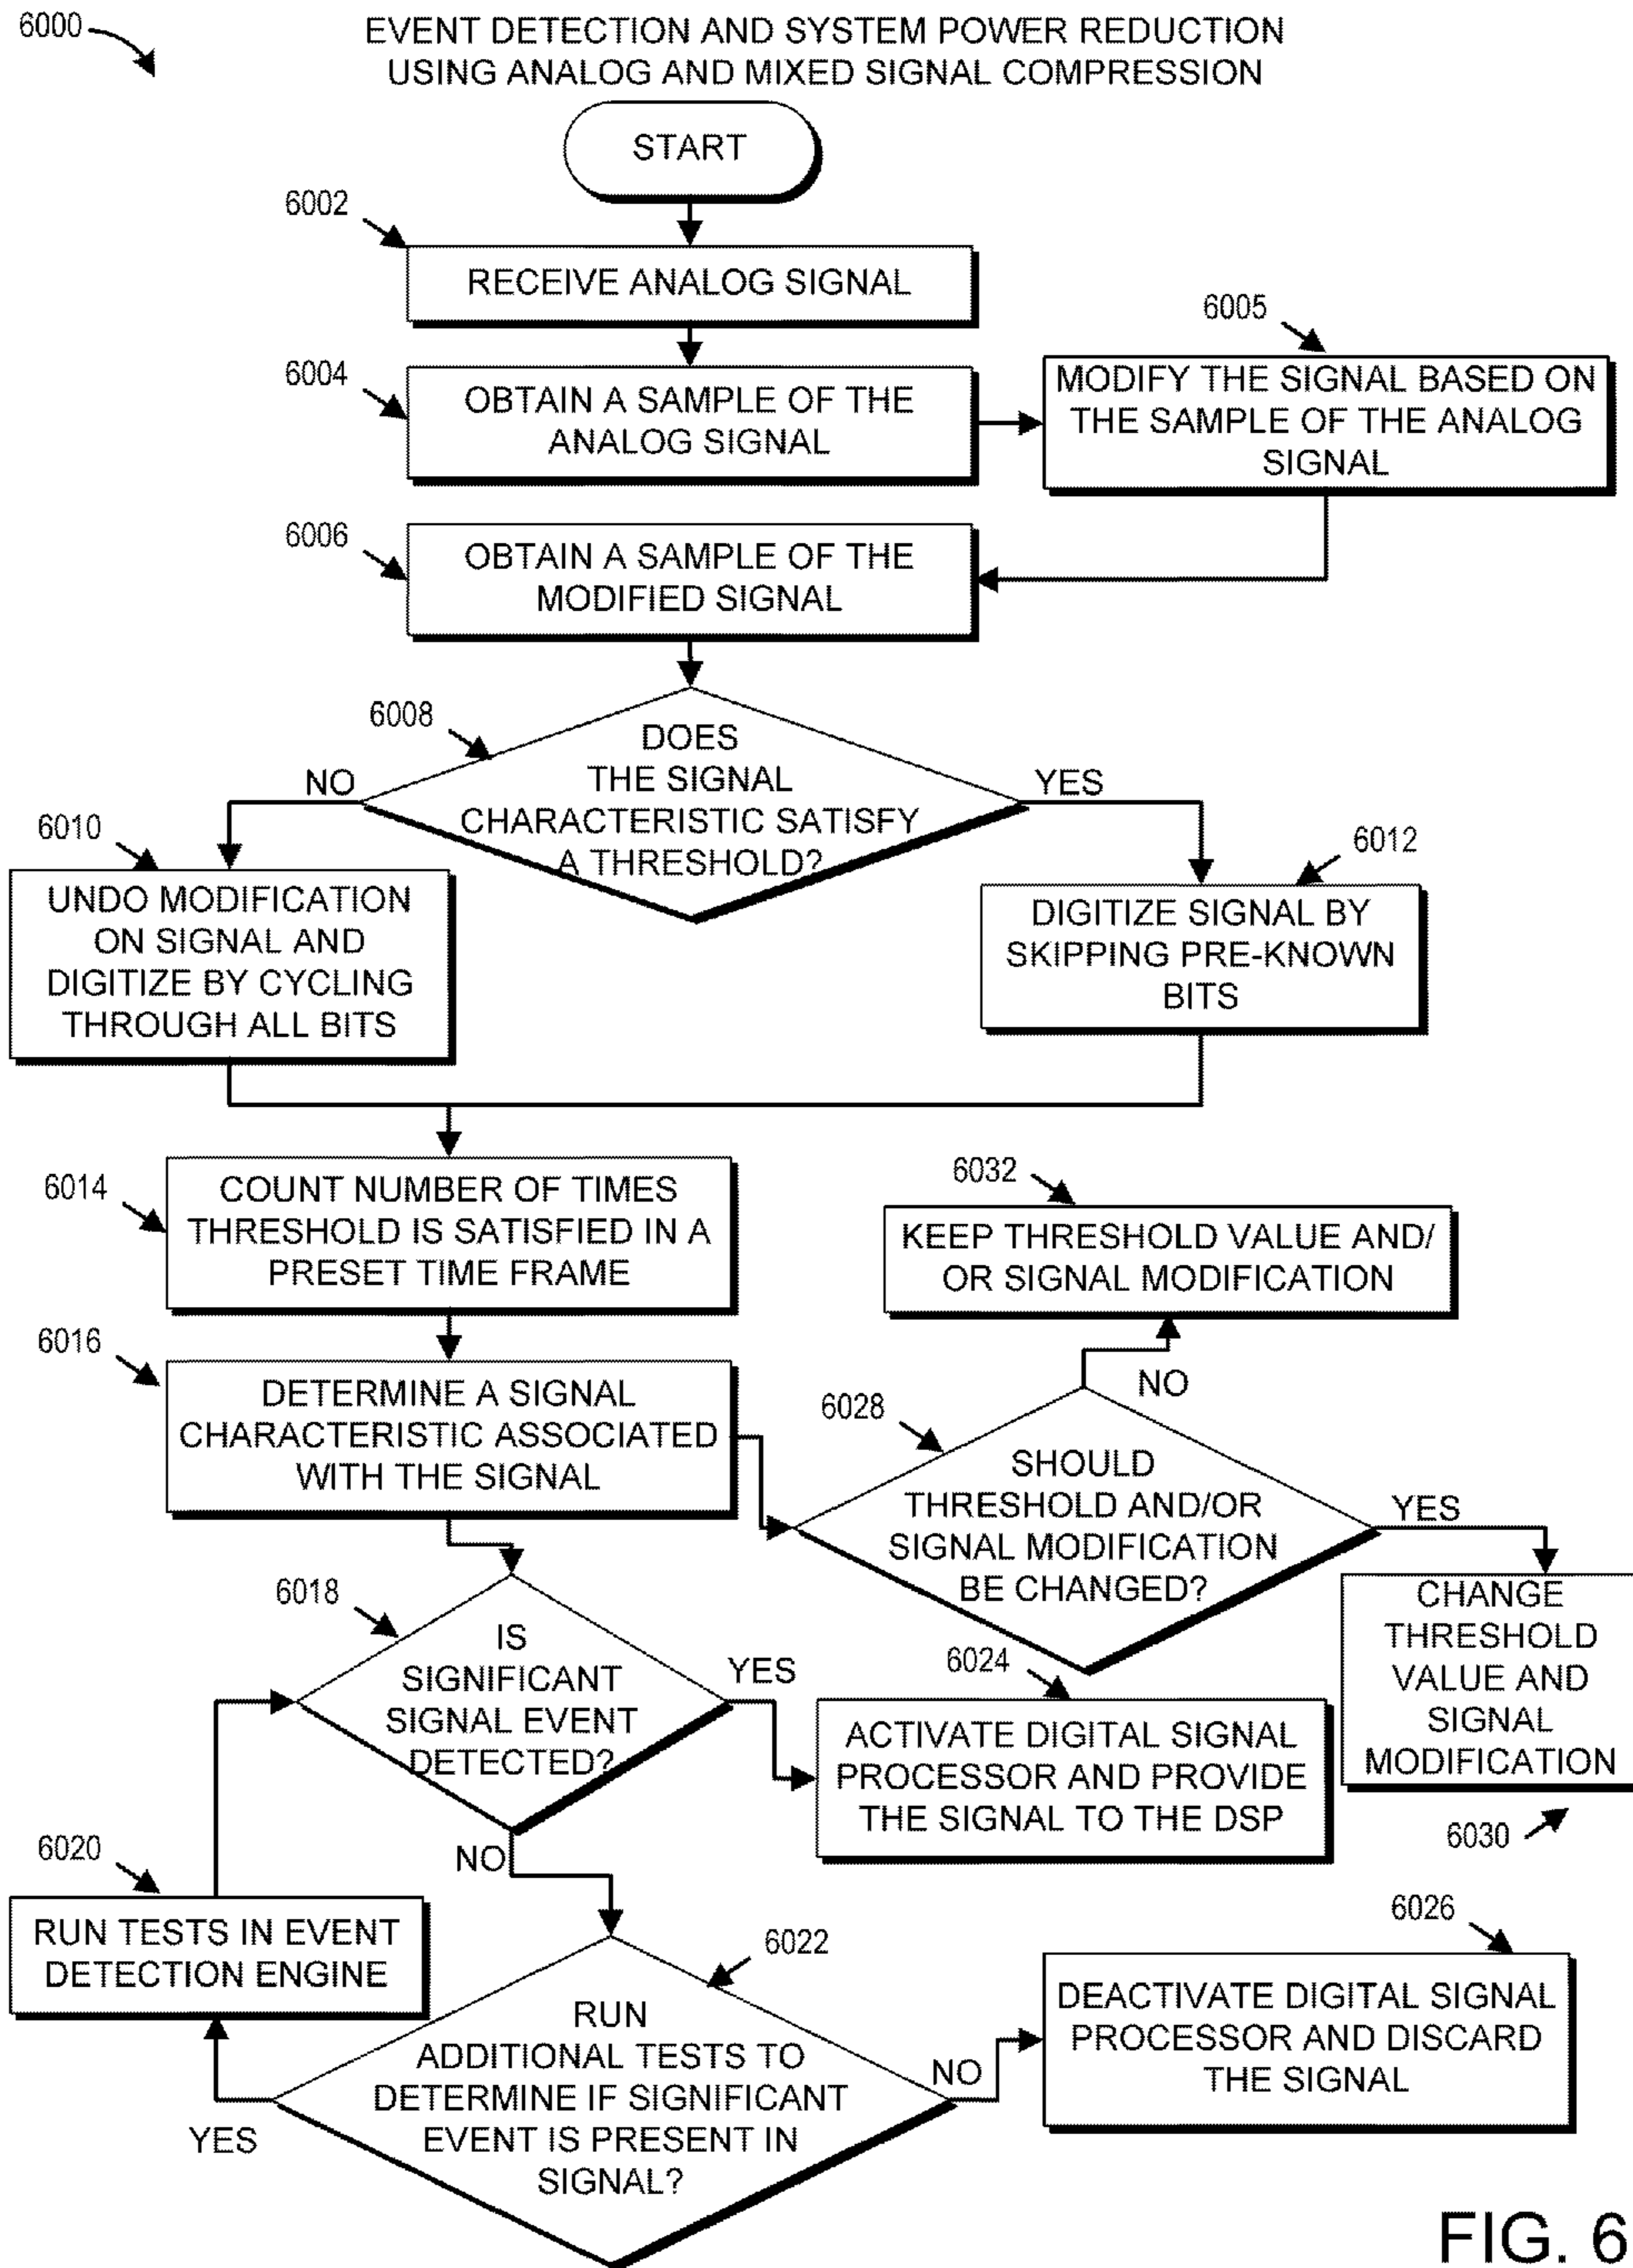 6000
EVENT DETECTION AND SYSTEM POWER REDUCTION
USING ANALOG AND MIXED SIGNAL COMPRESSION
START
6002
RECEIVE ANALOG SIGNAL
6004
OBTAIN A SAMPLE OF THE
ANALOG SIGNAL
6005
MODIFY THE SIGNAL BASED ON
THE SAMPLE OF THE ANALOG
SIGNAL
6006
OBTAIN A SAMPLE OF THE
MODIFIED SIGNAL
6008
DOES
THE SIGNAL
CHARACTERISTIC SATISFY
A THRESHOLD?
NO
YES
6010
UNDO MODIFICATION
ON SIGNAL AND
DIGITIZE BY CYCLING
THROUGH ALL BITS
6012
DIGITIZE SIGNAL BY
SKIPPING PRE-KNOWN
BITS
6014
COUNT NUMBER OF TIMES
THRESHOLD IS SATISFIED IN A
PRESET TIME FRAME
6032
KEEP THRESHOLD VALUE AND/
OR SIGNAL MODIFICATION
6016
DETERMINE A SIGNAL
CHARACTERISTIC ASSOCIATED
WITH THE SIGNAL
NO
6028
SHOULD
THRESHOLD AND/OR
SIGNAL MODIFICATION
BE CHANGED?
YES
CHANGE
THRESHOLD
VALUE AND
SIGNAL
MODIFICATION
6030
6018
IS
SIGNIFICANT
SIGNAL EVENT
DETECTED?
YES
6024
ACTIVATE DIGITAL SIGNAL
PROCESSOR AND PROVIDE
THE SIGNAL TO THE DSP
NO
6020
RUN TESTS IN EVENT
DETECTION ENGINE
6022
RUN
ADDITIONAL TESTS TO
DETERMINE IF SIGNIFICANT
EVENT IS PRESENT IN
SIGNAL?
YES
NO
6026
DEACTIVATE DIGITAL SIGNAL
PROCESSOR AND DISCARD
THE SIGNAL
FIG. 6